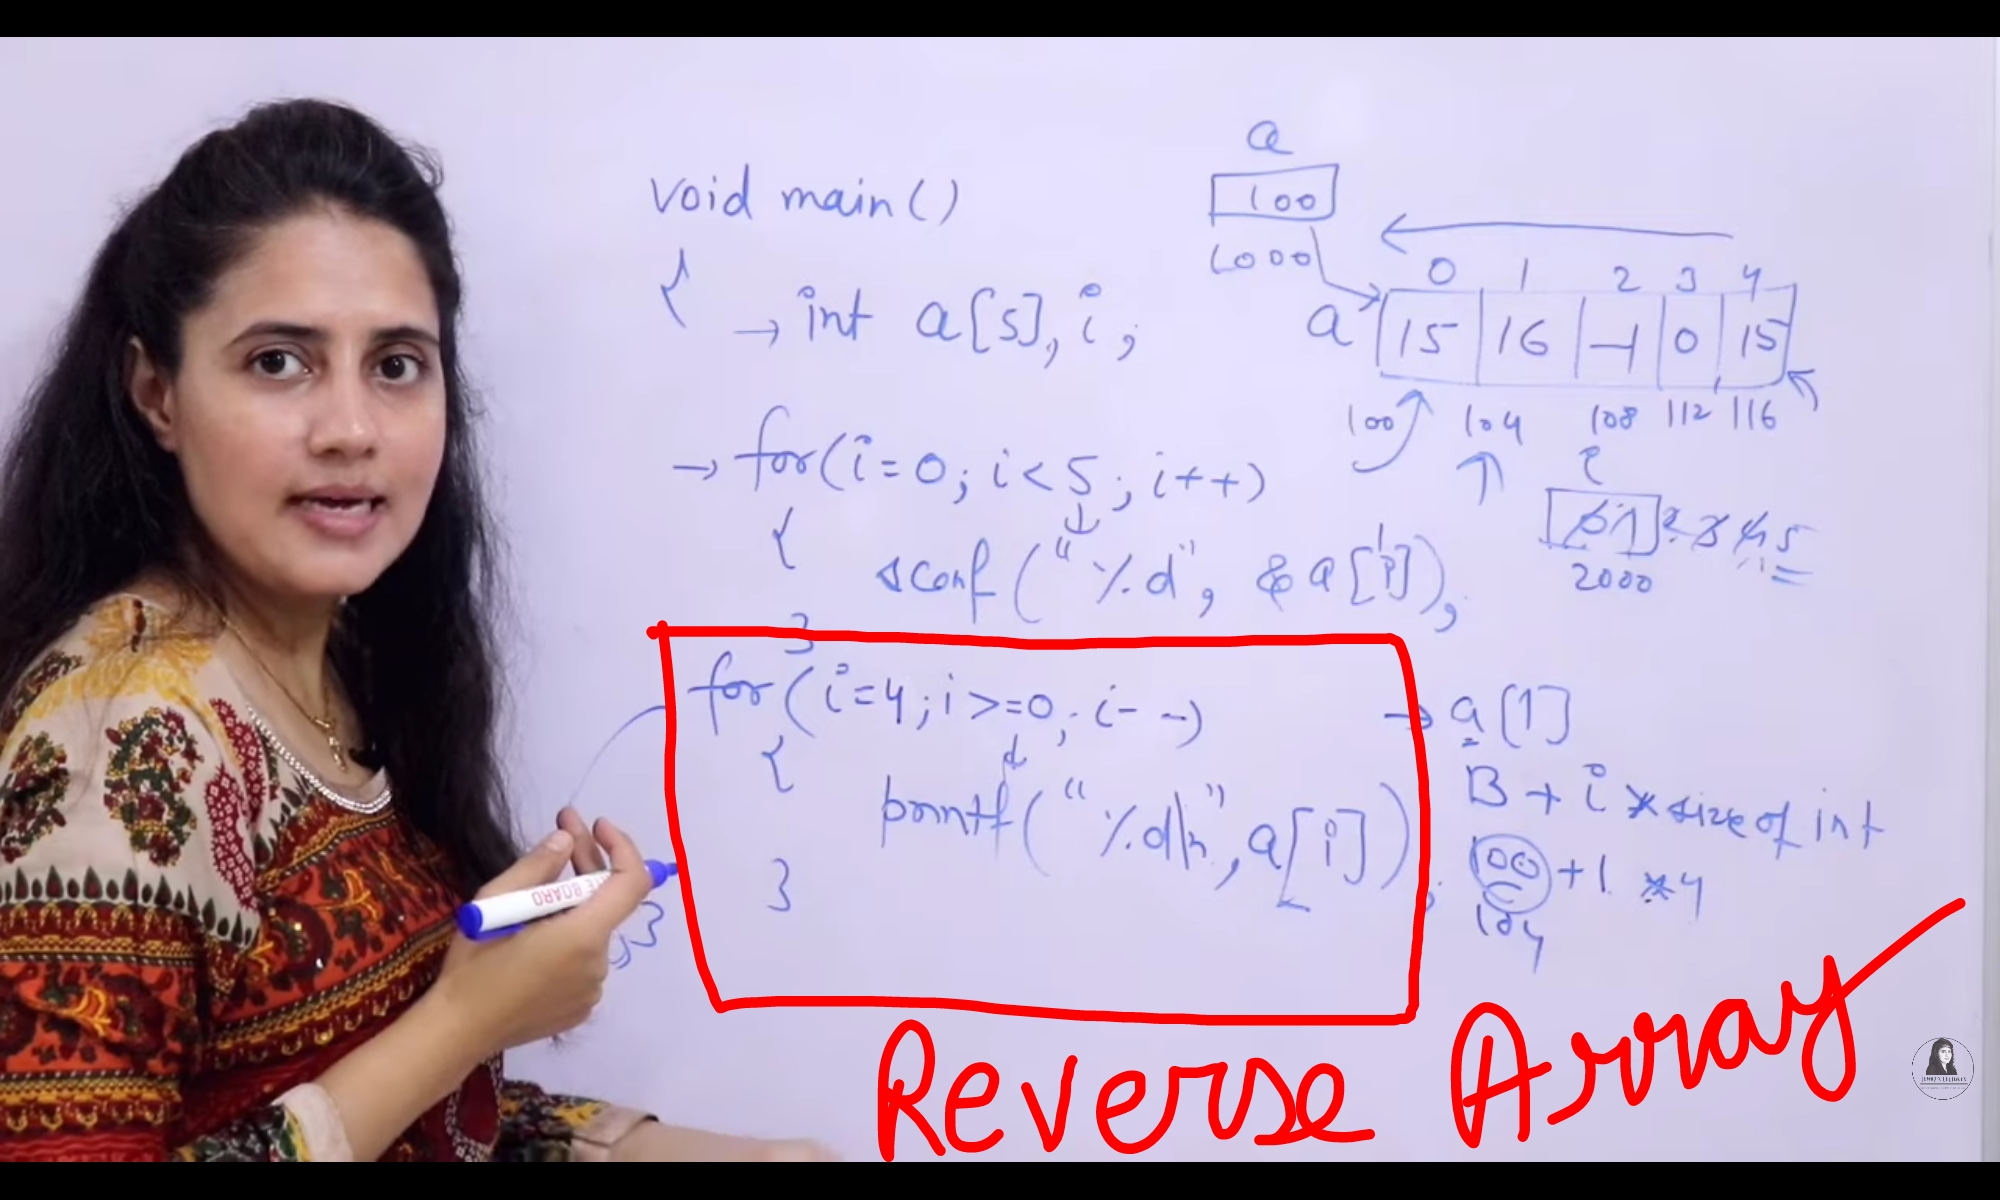 void main()
{
→ int a[5], i;
→ for(i=0; i<5; i++)
{
scanf("%d", &a[i]);
}
for(i=4; i>=0; i--)
{
printf("%d\n", a[i]);
}
}
a
100
1000
0 1 2 3 4
a 15 16 -1 0 15
100 104 108 112 116
i
0 1 2 3 4 5
2000
→ a[1]
B + i * size of int
100 + 1 * 4
104
Reverse Array